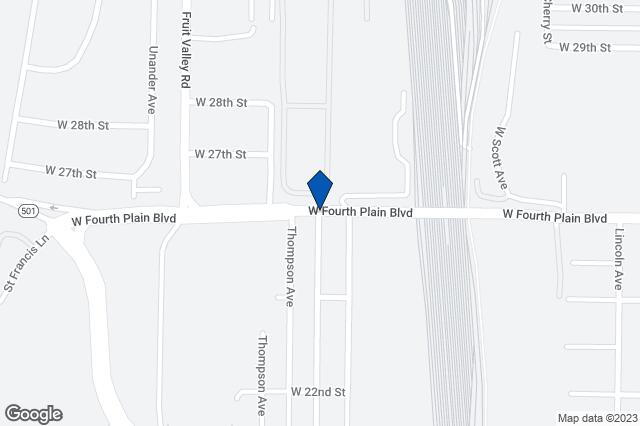 W 30th St
Cherry St
W 29th St
Unander Ave
Fruit Valley Rd
W 28th St
W 28th St
W Scott Ave
W 27th St
W 27th St
501
W Fourth Plain Blvd
W Fourth Plain Blvd
W Fourth Plain Blvd
St Francis Ln
Thompson Ave
Lincoln Ave
Thompson Ave
W 22nd St
Google
Map data ©2023